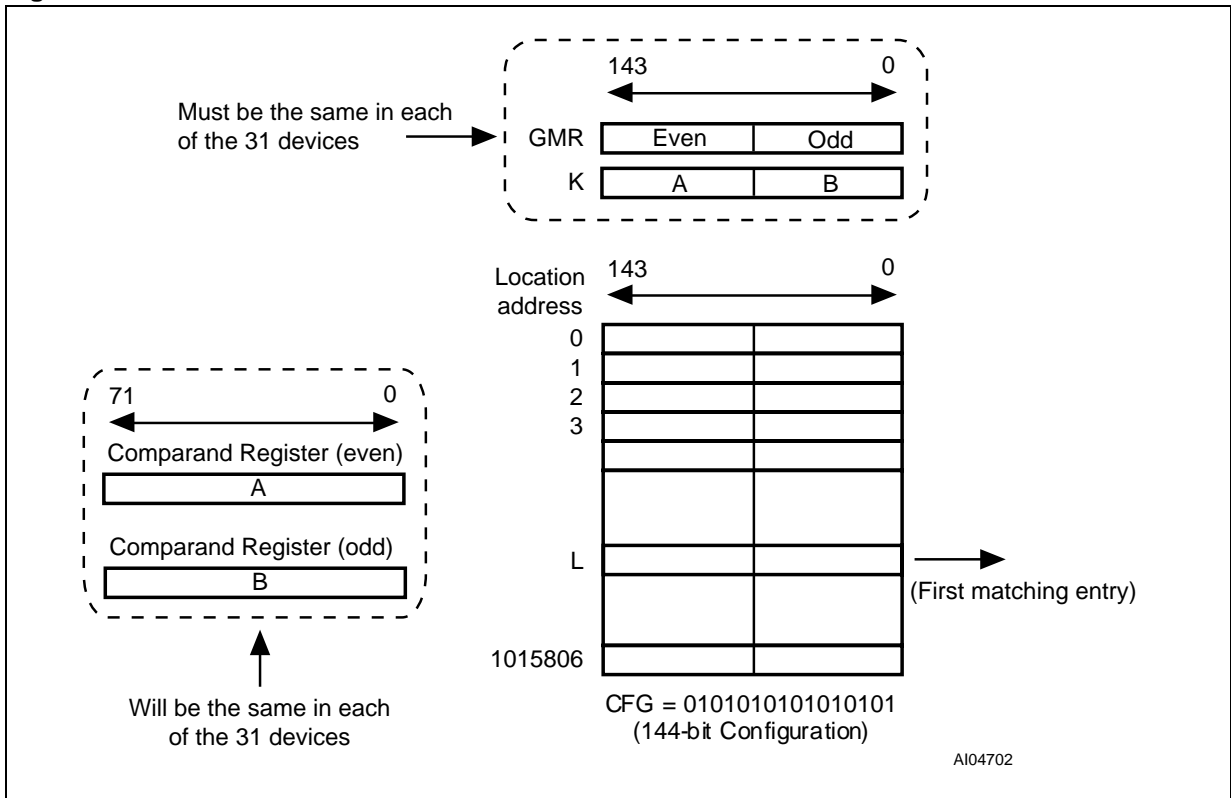 143 0
Must be the same in each
of the 31 devices
GMR Even Odd
K A B
Location
address
143 0
0
1
2
3
71 0
Comparand Register (even)
A
Comparand Register (odd)
B
L
(First matching entry)
1015806
Will be the same in each
of the 31 devices
CFG = 0101010101010101
(144-bit Configuration)
AI04702